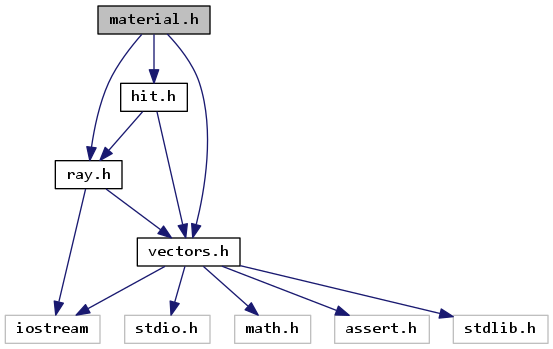 material.h
hit.h
ray.h
vectors.h
iostream
stdio.h
math.h
assert.h
stdlib.h